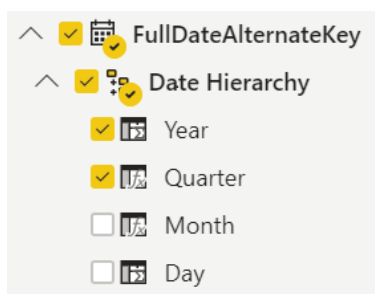 FullDateAlternateKey
Date Hierarchy
Year
Quarter
Month
Day